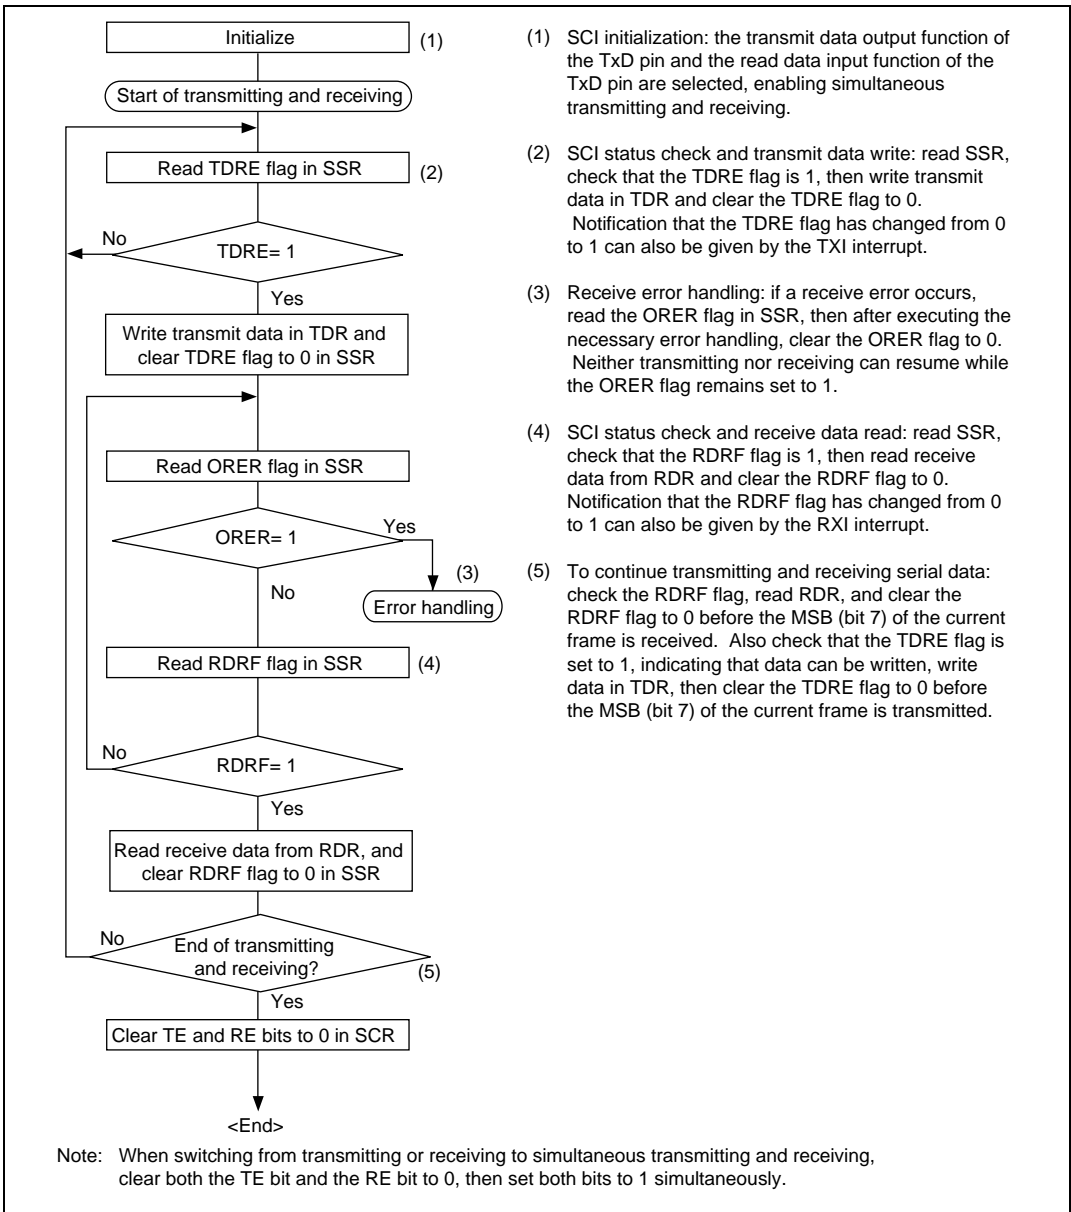 Initialize
(1)
Start of transmitting and receiving
Read TDRE flag in SSR
(2)
No
TDRE= 1
Yes
Write transmit data in TDR and
clear TDRE flag to 0 in SSR
Read ORER flag in SSR
ORER= 1
Yes
(3)
No
Error handling
Read RDRF flag in SSR
(4)
No
RDRF= 1
Yes
Read receive data from RDR, and
clear RDRF flag to 0 in SSR
No
End of transmitting
and receiving?
(5)
Yes
Clear TE and RE bits to 0 in SCR
<End>
(1) SCI initialization: the transmit data output function of
the TxD pin and the read data input function of the
TxD pin are selected, enabling simultaneous
transmitting and receiving.
(2) SCI status check and transmit data write: read SSR,
check that the TDRE flag is 1, then write transmit
data in TDR and clear the TDRE flag to 0.
Notification that the TDRE flag has changed from 0
to 1 can also be given by the TXI interrupt.
(3) Receive error handling: if a receive error occurs,
read the ORER flag in SSR, then after executing the
necessary error handling, clear the ORER flag to 0.
Neither transmitting nor receiving can resume while
the ORER flag remains set to 1.
(4) SCI status check and receive data read: read SSR,
check that the RDRF flag is 1, then read receive
data from RDR and clear the RDRF flag to 0.
Notification that the RDRF flag has changed from 0
to 1 can also be given by the RXI interrupt.
(5) To continue transmitting and receiving serial data:
check the RDRF flag, read RDR, and clear the
RDRF flag to 0 before the MSB (bit 7) of the current
frame is received. Also check that the TDRE flag is
set to 1, indicating that data can be written, write
data in TDR, then clear the TDRE flag to 0 before
the MSB (bit 7) of the current frame is transmitted.
Note: When switching from transmitting or receiving to simultaneous transmitting and receiving,
clear both the TE bit and the RE bit to 0, then set both bits to 1 simultaneously.